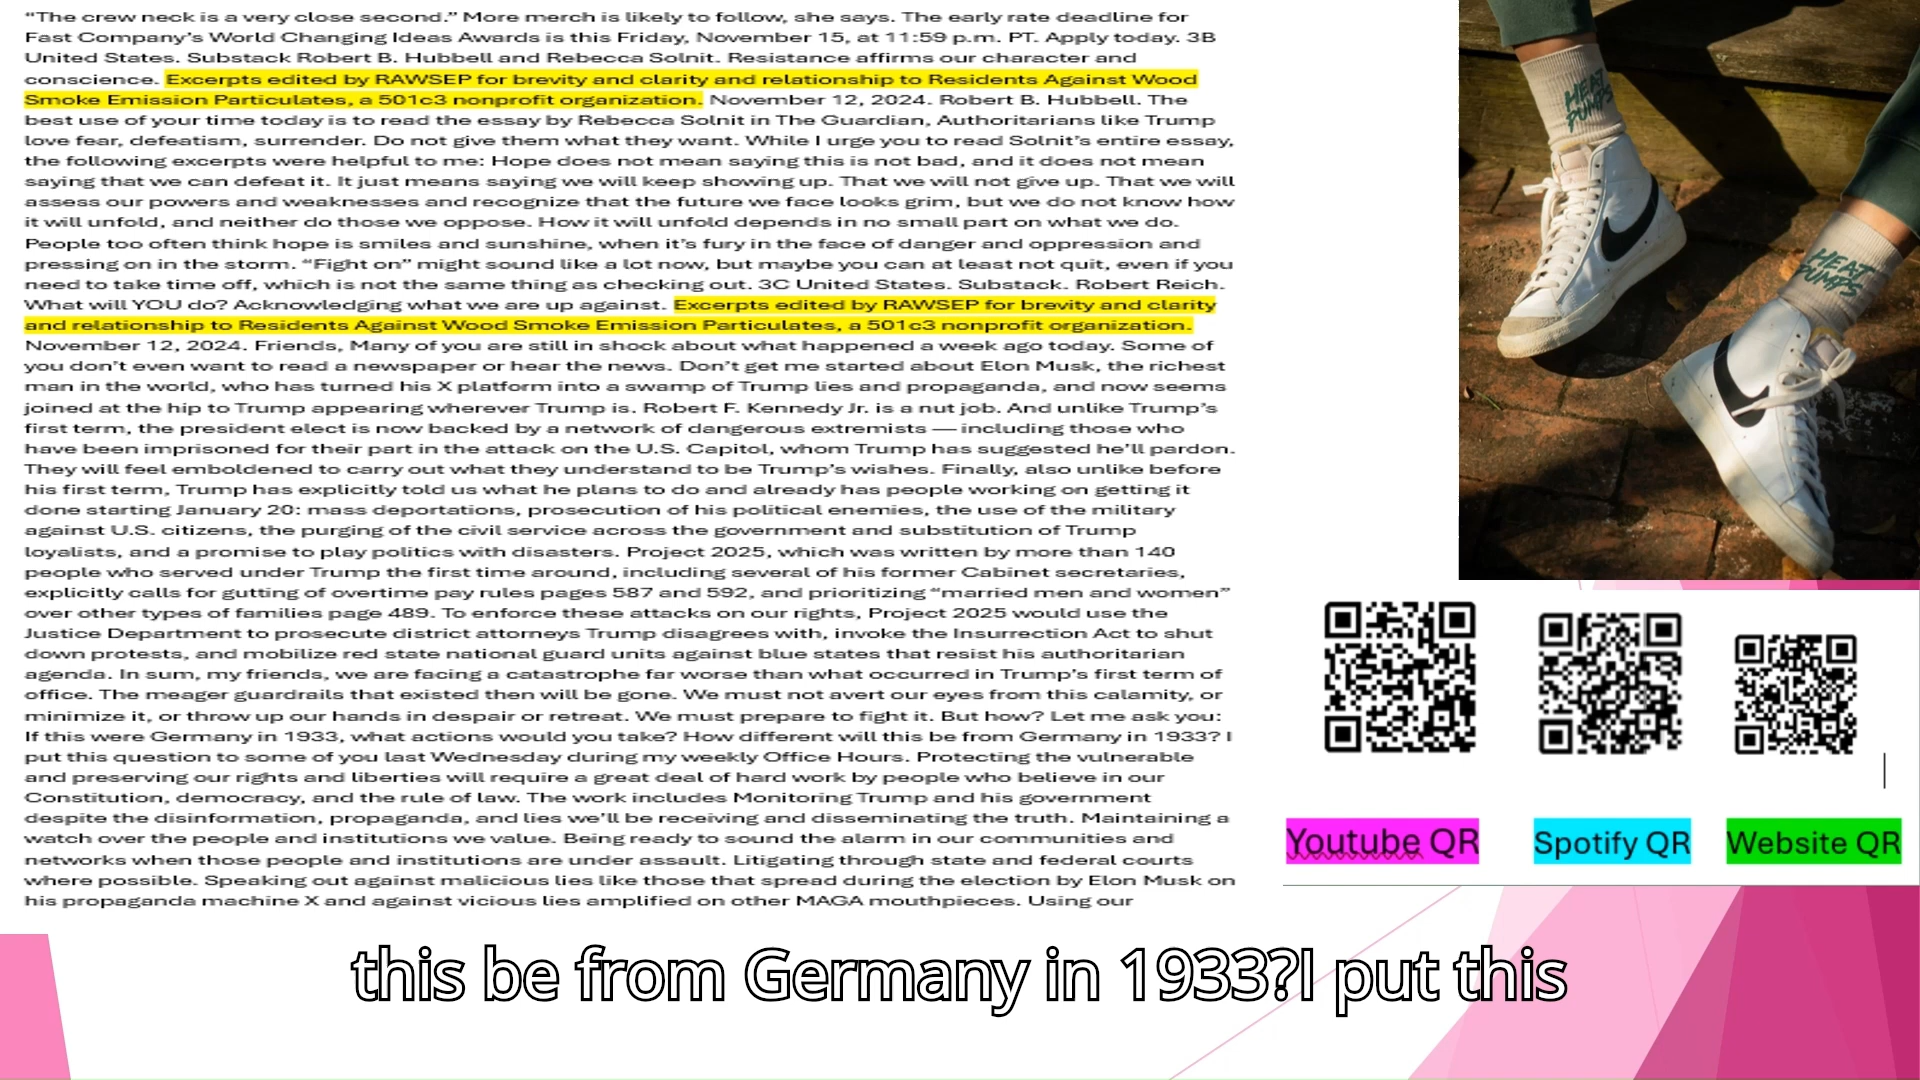 “The crew neck is a very close second.” More merch is likely to follow, she says. The early rate deadline for
Fast Company’s World Changing Ideas Awards is this Friday, November 15, at 11:59 p.m. PT. Apply today. 3B
United States. Substack Robert B. Hubbell and Rebecca Solnit. Resistance affirms our character and
conscience. Excerpts edited by RAWSEP for brevity and clarity and relationship to Residents Against Wood
Smoke Emission Particulates, a 501c3 nonprofit organization. November 12, 2024. Robert B. Hubbell. The
best use of your time today is to read the essay by Rebecca Solnit in The Guardian, Authoritarians like Trump
love fear, defeatism, surrender. Do not give them what they want. While I urge you to read Solnit’s entire essay,
the following excerpts were helpful to me: Hope does not mean saying this is not bad, and it does not mean
saying that we can defeat it. It just means saying we will keep showing up. That we will not give up. That we will
assess our powers and weaknesses and recognize that the future we face looks grim, but we do not know how
it will unfold, and neither do those we oppose. How it will unfold depends in no small part on what we do.
People too often think hope is smiles and sunshine, when it’s fury in the face of danger and oppression and
pressing on in the storm. “Fight on” might sound like a lot now, but maybe you can at least not quit, even if you
need to take time off, which is not the same thing as checking out. 3C United States. Substack. Robert Reich.
What will YOU do? Acknowledging what we are up against. Excerpts edited by RAWSEP for brevity and clarity
and relationship to Residents Against Wood Smoke Emission Particulates, a 501c3 nonprofit organization.
November 12, 2024. Friends, Many of you are still in shock about what happened a week ago today. Some of
you don’t even want to read a newspaper or hear the news. Don’t get me started about Elon Musk, the richest
man in the world, who has turned his X platform into a swamp of Trump lies and propaganda, and now seems
joined at the hip to Trump appearing wherever Trump is. Robert F. Kennedy Jr. is a nut job. And unlike Trump’s
first term, the president elect is now backed by a network of dangerous extremists — including those who
have been imprisoned for their part in the attack on the U.S. Capitol, whom Trump has suggested he’ll pardon.
They will feel emboldened to carry out what they understand to be Trump’s wishes. Finally, also unlike before
his first term, Trump has explicitly told us what he plans to do and already has people working on getting it
done starting January 20: mass deportations, prosecution of his political enemies, the use of the military
against U.S. citizens, the purging of the civil service across the government and substitution of Trump
loyalists, and a promise to play politics with disasters. Project 2025, which was written by more than 140
people who served under Trump the first time around, including several of his former Cabinet secretaries,
explicitly calls for gutting of overtime pay rules pages 587 and 592, and prioritizing “married men and women”
over other types of families page 489. To enforce these attacks on our rights, Project 2025 would use the
Justice Department to prosecute district attorneys Trump disagrees with, invoke the Insurrection Act to shut
down protests, and mobilize red state national guard units against blue states that resist his authoritarian
agenda. In sum, my friends, we are facing a catastrophe far worse than what occurred in Trump’s first term of
office. The meager guardrails that existed then will be gone. We must not avert our eyes from this calamity, or
minimize it, or throw up our hands in despair or retreat. We must prepare to fight it. But how? Let me ask you:
If this were Germany in 1933, what actions would you take? How different will this be from Germany in 1933? I
put this question to some of you last Wednesday during my weekly Office Hours. Protecting the vulnerable
and preserving our rights and liberties will require a great deal of hard work by people who believe in our
Constitution, democracy, and the rule of law. The work includes Monitoring Trump and his government
despite the disinformation, propaganda, and lies we’ll be receiving and disseminating the truth. Maintaining a
watch over the people and institutions we value. Being ready to sound the alarm in our communities and
networks when those people and institutions are under assault. Litigating through state and federal courts
where possible. Speaking out against malicious lies like those that spread during the election by Elon Musk on
his propaganda machine X and against vicious lies amplified on other MAGA mouthpieces. Using our
HEAT
PUMPS
HEAT
PUMPS
Youtube QR
Spotify QR
Website QR
this be from Germany in 1933?I put this